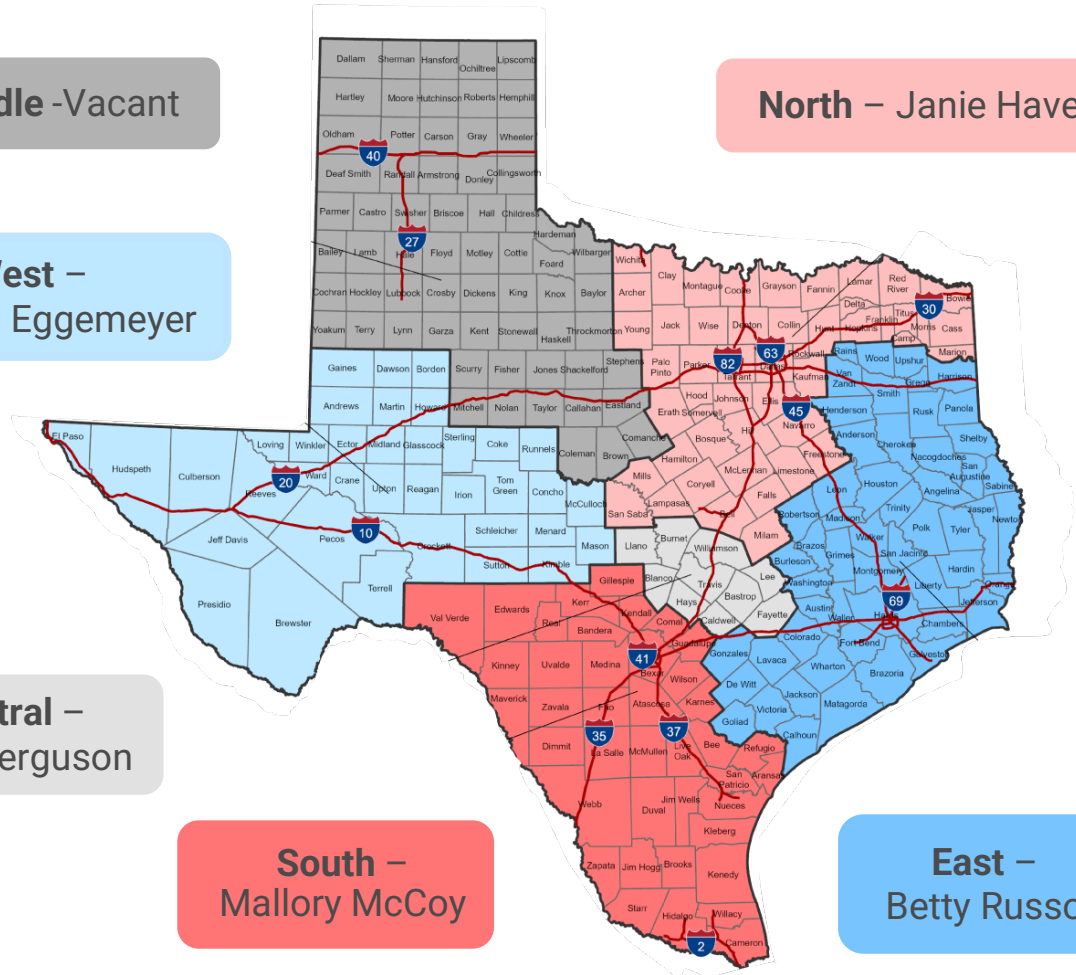 dle -Vacant
North – Janie Have
est –
Eggemeyer
tral –
erguson
South –
Mallory McCoy
East –
Betty Russo
Dallam Sherman Hansford Ochiltree Lipscomb
Hartley Moore Hutchinson Roberts Hemphill
Oldham Potter Carson Gray Wheeler
40
Deaf Smith Randall Armstrong Donley Collingsworth
Parmer Castro Swisher Briscoe Hall Childress
27
Hardeman
Bailey Lamb Hale Floyd Motley Cottle Foard Wilbarger
Cochran Hockley Lubbock Crosby Dickens King Knox Baylor
Yoakum Terry Lynn Garza Kent Stonewall Haskell Throckmorton
Wichita Clay Montague Cooke Grayson Fannin Lamar Red River Bowie
30
Archer Delta Franklin Titus Morris Cass
Young Jack Wise Denton Collin Hunt Hopkins Camp Marion
82 63
Palo Pinto Parker Tarrant Dallas Rockwall Kaufman
Rains Wood Upshur
Van Zandt Smith Gregg Harrison
Gaines Dawson Borden Scurry Fisher Jones Shackelford Stephens
Andrews Martin Howard Mitchell Nolan Taylor Callahan Eastland
Hood Johnson Ellis
45
Erath Somervell Hill Navarro
Henderson Rusk Panola
Anderson Cherokee Nacogdoches Shelby
El Paso Hudspeth Culberson
Loving Winkler Ector Midland Glasscock Sterling Coke Runnels Coleman Brown Comanche
20
Reeves Ward Crane Upton Reagan Irion Tom Green Concho McCulloch
Mills Hamilton Bosque McLennan Limestone Freestone
San Saba Lampasas Coryell Bell Falls Milam
Leon Houston Angelina San Augustine Sabine
Robertson Madison Trinity Polk Tyler Jasper Newto
Jeff Davis Pecos
10
Crockett Schleicher Menard Mason
Sutton Kimble
Llano Burnet Williamson
Blanco Travis Lee
Hays Bastrop
Caldwell Fayette
Brazos Grimes Walker San Jacinto
Burleson Washington Montgomery Liberty Hardin Orange
69
Austin Waller Harris Chambers Jefferson
Presidio Brewster Terrell
Val Verde Edwards Real Kerr Gillespie Kendall
Bandera Comal Guadalupe
Kinney Uvalde Medina
41
Bexar Wilson
Gonzales Lavaca Colorado Fort Bend Galveston
De Witt Wharton Brazoria
Maverick Zavala Frio Atascosa Karnes
Goliad Victoria Jackson Matagorda
Calhoun
35 37
Dimmit La Salle McMullen Live Oak Bee Refugio
San Patricio Aransas
Webb Duval Jim Wells Nueces
Kleberg
Zapata Jim Hogg Brooks Kenedy
Starr Hidalgo Willacy
2
Cameron